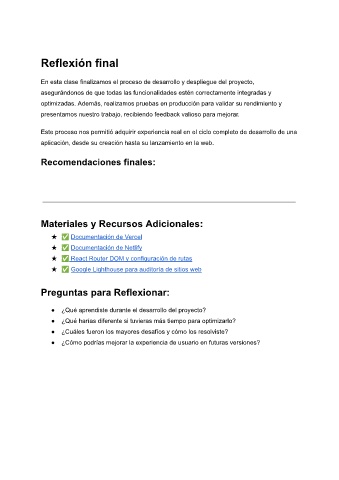 Reflexión final
En esta clase finalizamos el proceso de desarrollo y despliegue del proyecto,
asegurándonos de que todas las funcionalidades estén correctamente integradas y
optimizadas. Además, realizamos pruebas en producción para validar su rendimiento y
presentamos nuestro trabajo, recibiendo feedback valioso para mejorar.
Este proceso nos permitió adquirir experiencia real en el ciclo completo de desarrollo de una
aplicación, desde su creación hasta su lanzamiento en la web.
Recomendaciones finales:
Materiales y Recursos Adicionales:
★ ✅ Documentación de Vercel
★ ✅ Documentación de Netlify
★ ✅ React Router DOM y configuración de rutas
★ ✅ Google Lighthouse para auditoría de sitios web
Preguntas para Reflexionar:
● ¿Qué aprendiste durante el desarrollo del proyecto?
● ¿Qué harías diferente si tuvieras más tiempo para optimizarlo?
● ¿Cuáles fueron los mayores desafíos y cómo los resolviste?
● ¿Cómo podrías mejorar la experiencia de usuario en futuras versiones?